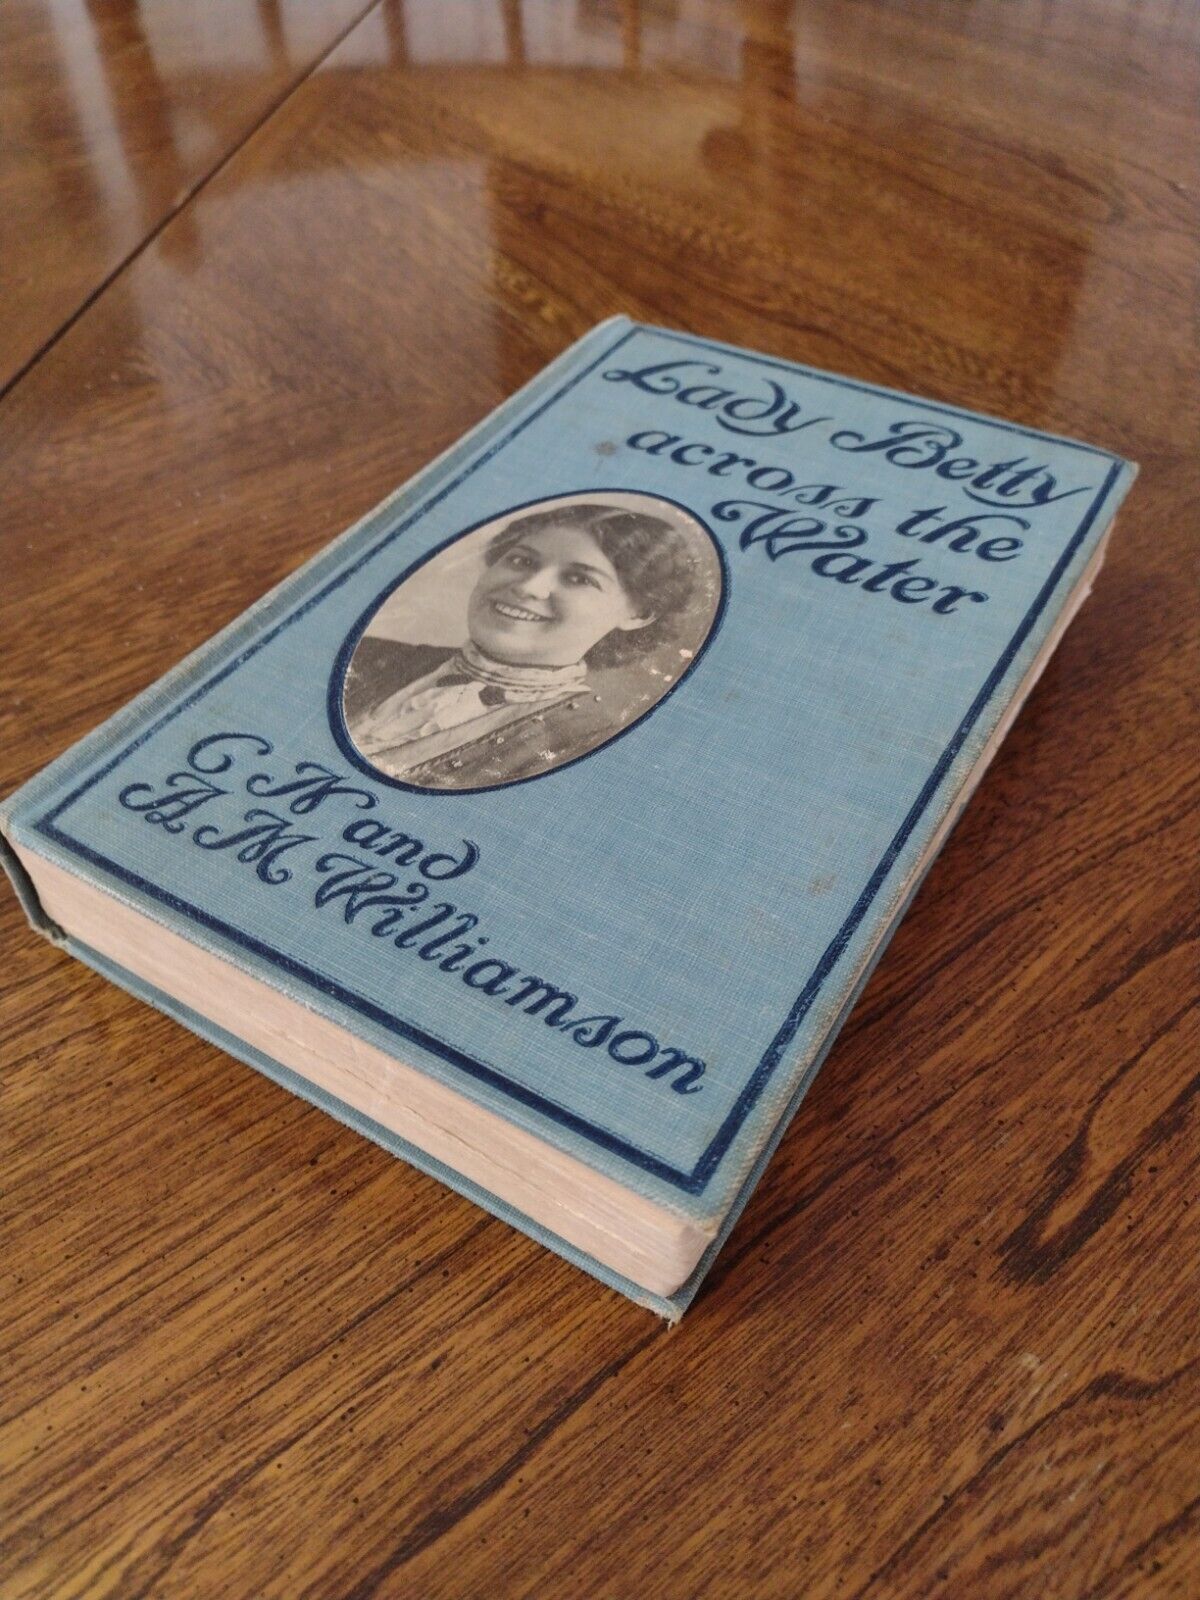 Lady Betty
across the
Water
C N and
A M Williamson